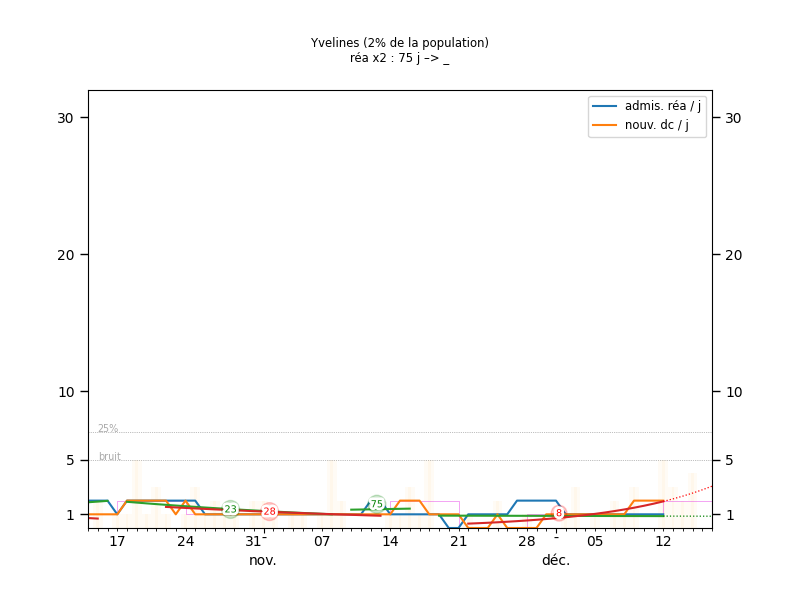 Yvelines (2% de la population)
réa x2 : 75 j –> _
admis. réa / j
nouv. dc / j
30 30
20 20
10 10
25%
5 5
bruit
1 1
23
28
75
8
17 24 31 07 14 21 28 - 05 12
nov. déc.